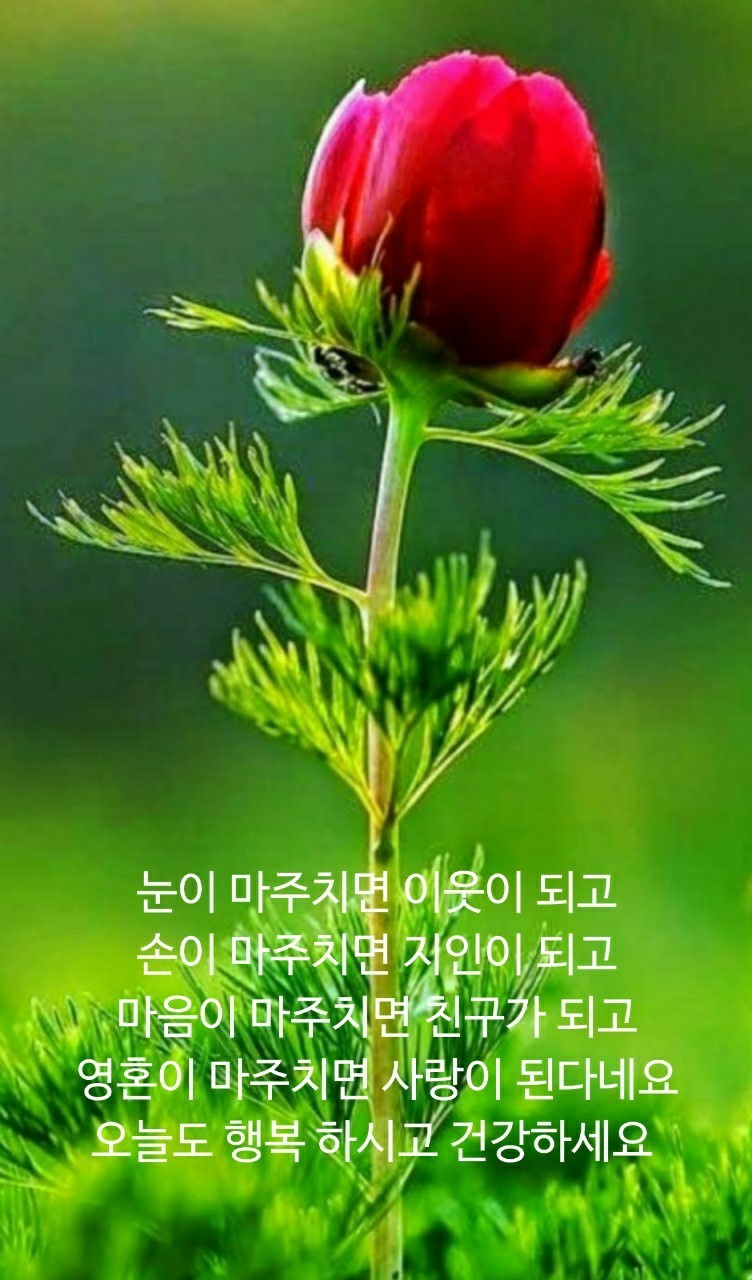 눈이 마주치면 이웃이 되고
손이 마주치면 지인이 되고
마음이 마주치면 친구가 되고
영혼이 마주치면 사랑이 된다네요
오늘도 행복 하시고 건강하세요